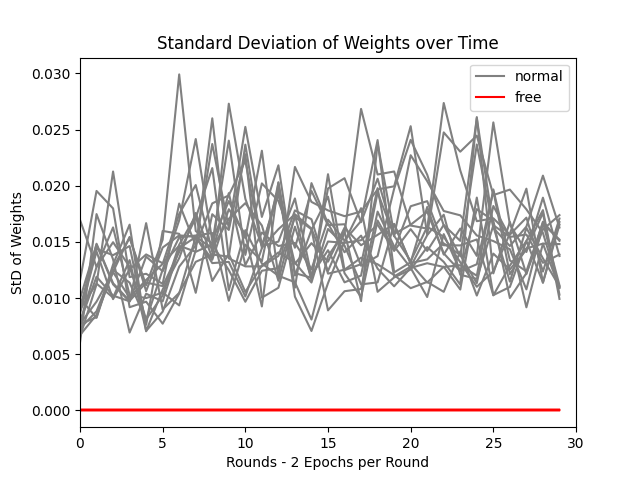 Standard Deviation of Weights over Time
normal
free
0.030
0.025
0.020
0.015
0.010
0.005
0.000
StD of Weights
0 5 10 15 20 25 30
Rounds - 2 Epochs per Round